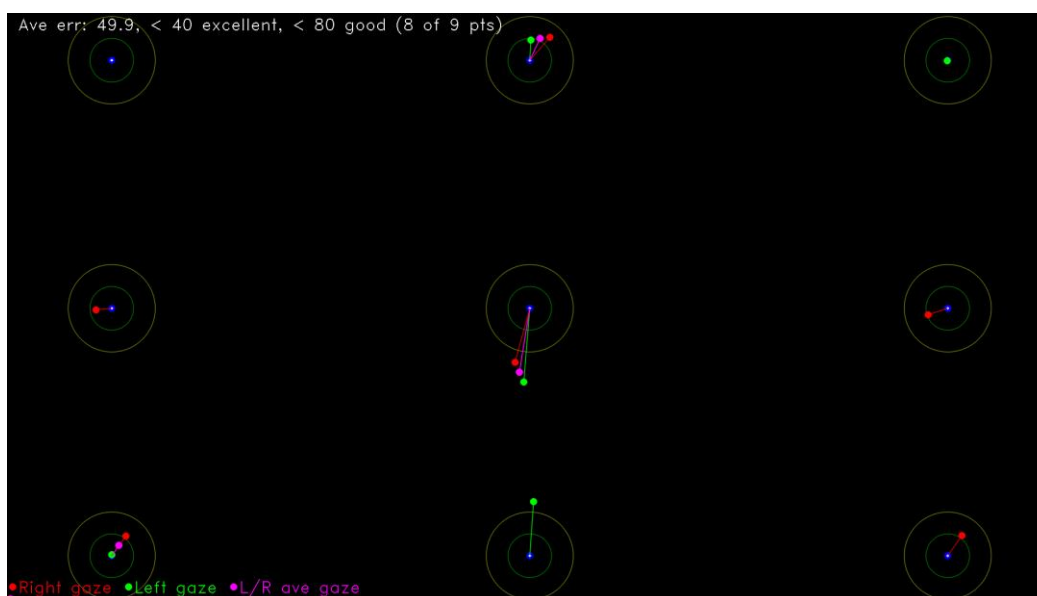 Ave err: 49.9, < 40 excellent, < 80 good (8 of 9 pts)
Right gaze Left gaze L/R ave gaze